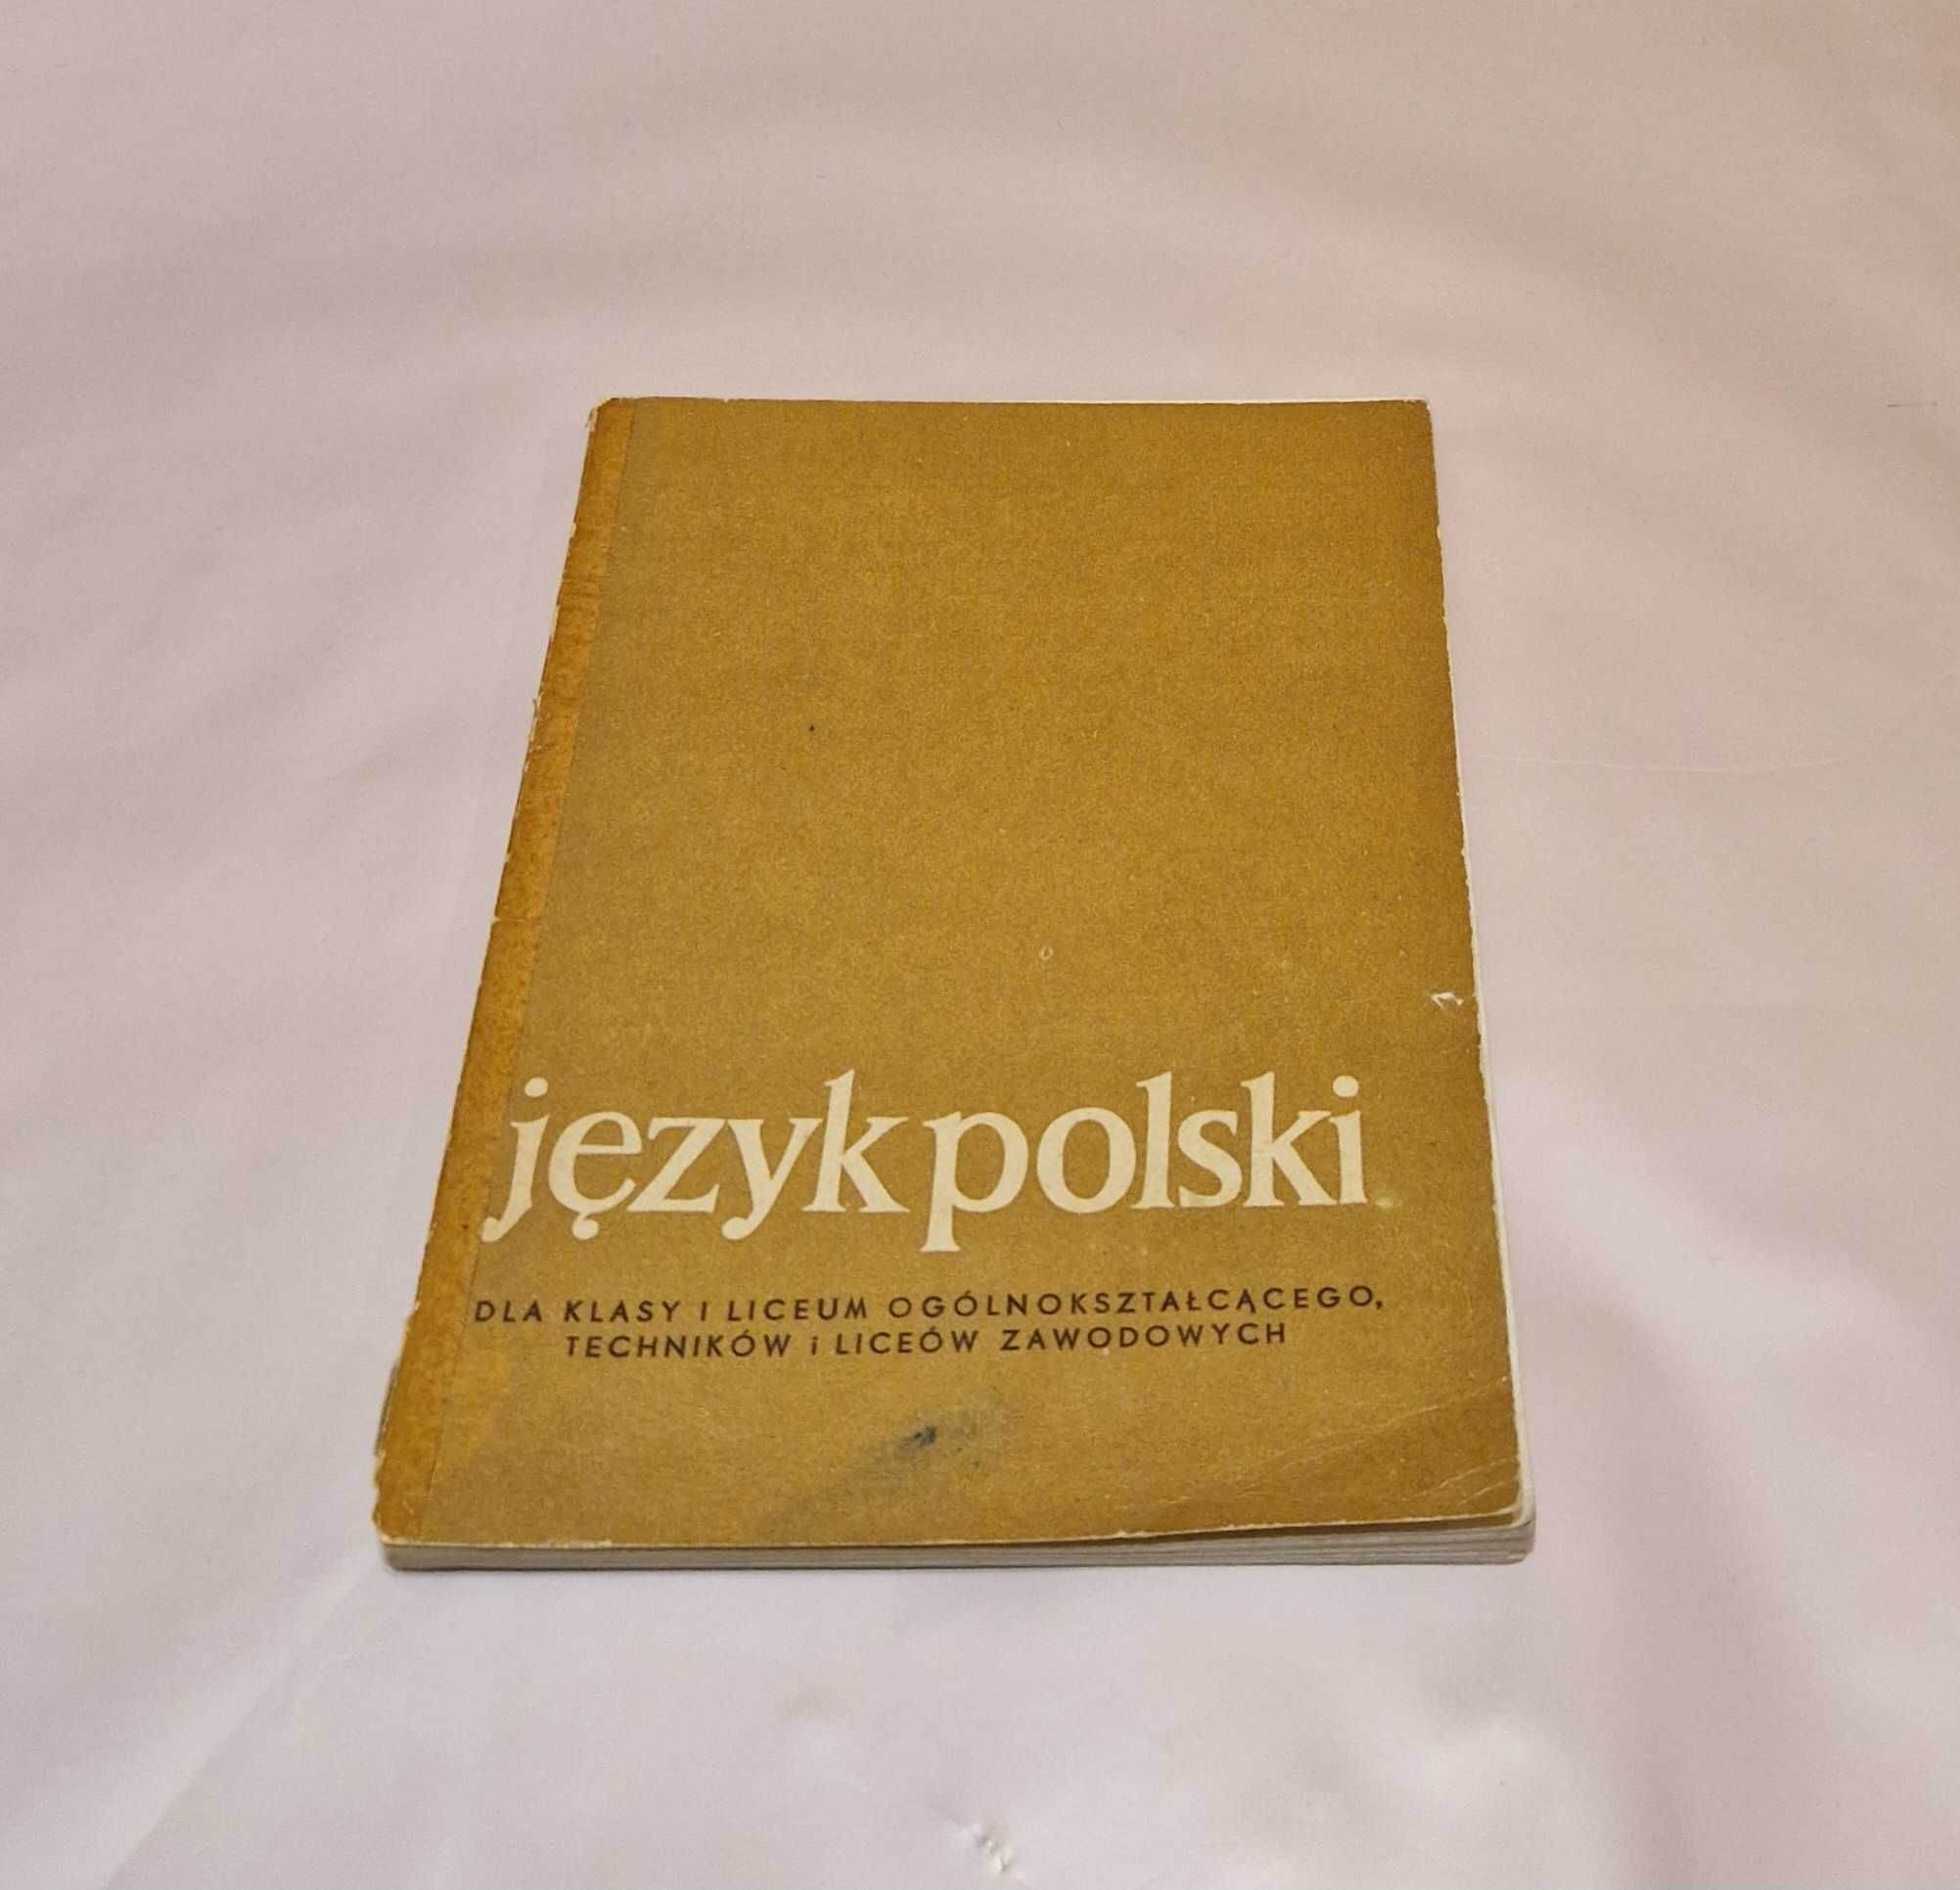 język polski
DLA KLASY I LICEUM OGÓLNOKSZTAŁCĄCEGO,
TECHNIKÓW i LICEÓW ZAWODOWYCH